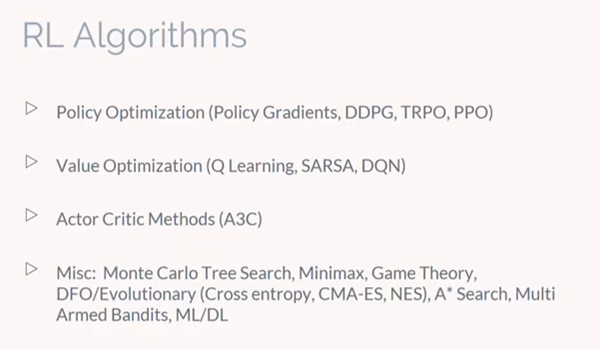 RL Algorithms
Policy Optimization (Policy Gradients, DDPG, TRPO, PPO)
Value Optimization (Q Learning, SARSA, DQN)
Actor Critic Methods (A3C)
Misc: Monte Carlo Tree Search, Minimax, Game Theory,
DFO/Evolutionary (Cross entropy, CMA-ES, NES), A* Search, Multi
Armed Bandits, ML/DL